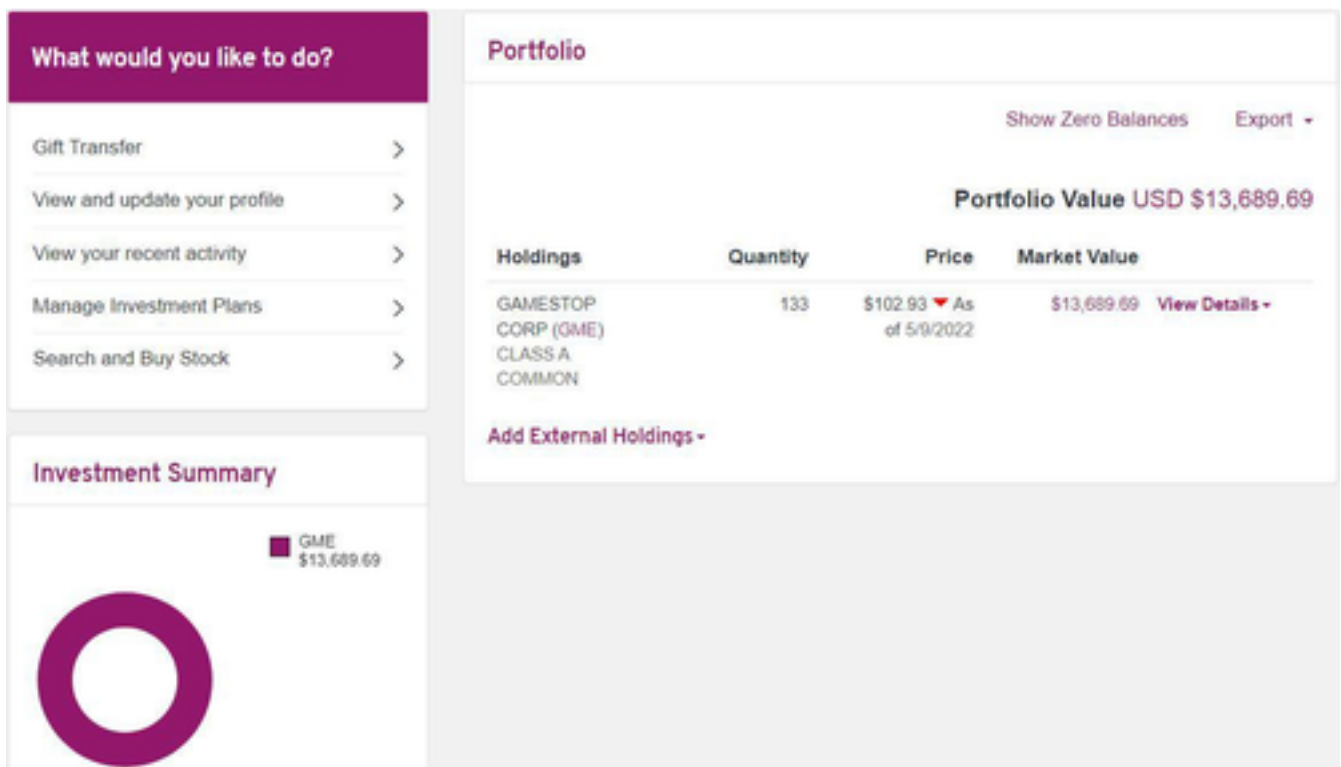 What would you like to do?
Gift Transfer
View and update your profile
View your recent activity
Manage Investment Plans
Search and Buy Stock
Investment Summary
GME
$13,689.69
Portfolio
Show Zero Balances Export
Portfolio Value USD $13,689.69
Holdings Quantity Price Market Value
GAMESTOP 133 $102.93 As $13,689.69 View Details
CORP (GME) of 5/9/2022
CLASS A
COMMON
Add External Holdings